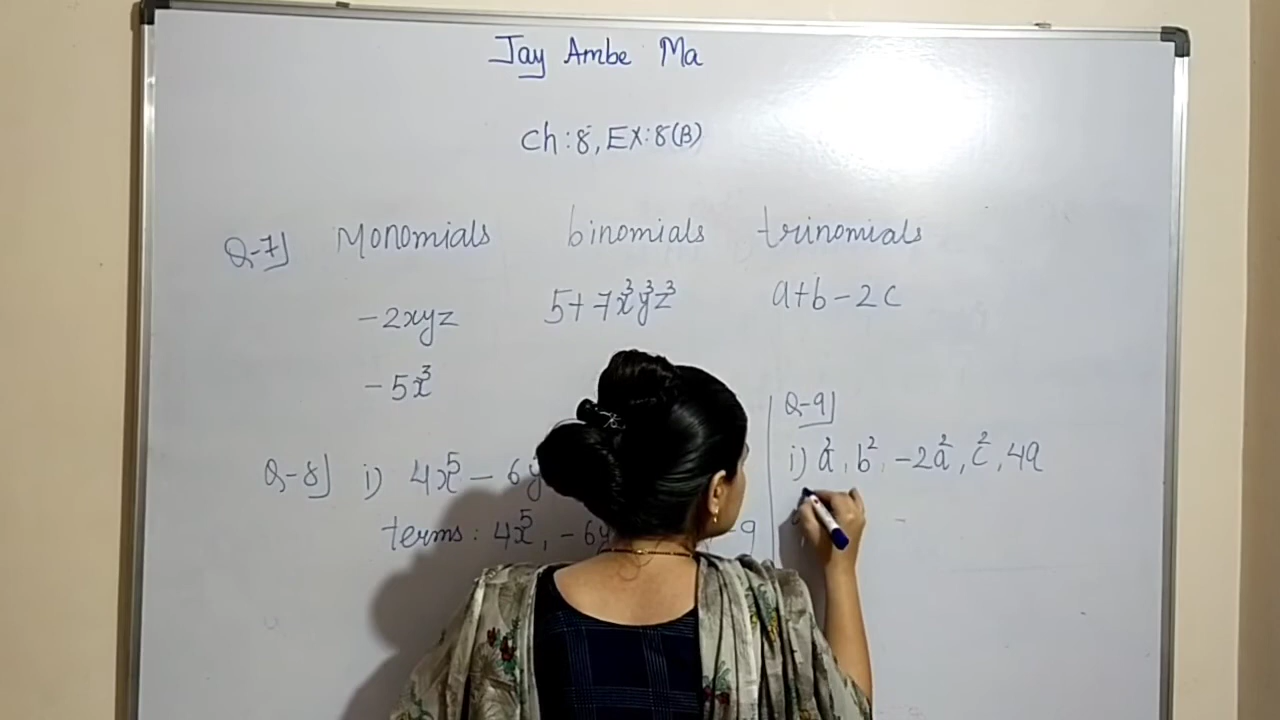 Jay Ambe Ma
Ch:8, EX:8(B)
Q-7] Monomials binomials trinomials
-2xyz 5+7x³y³z³ a+b-2c
-5x³
Q-8] i) 4x⁵ - 6y
terms: 4x⁵, -6y -9
Q-9]
i) a², b², -2a², c², 4a